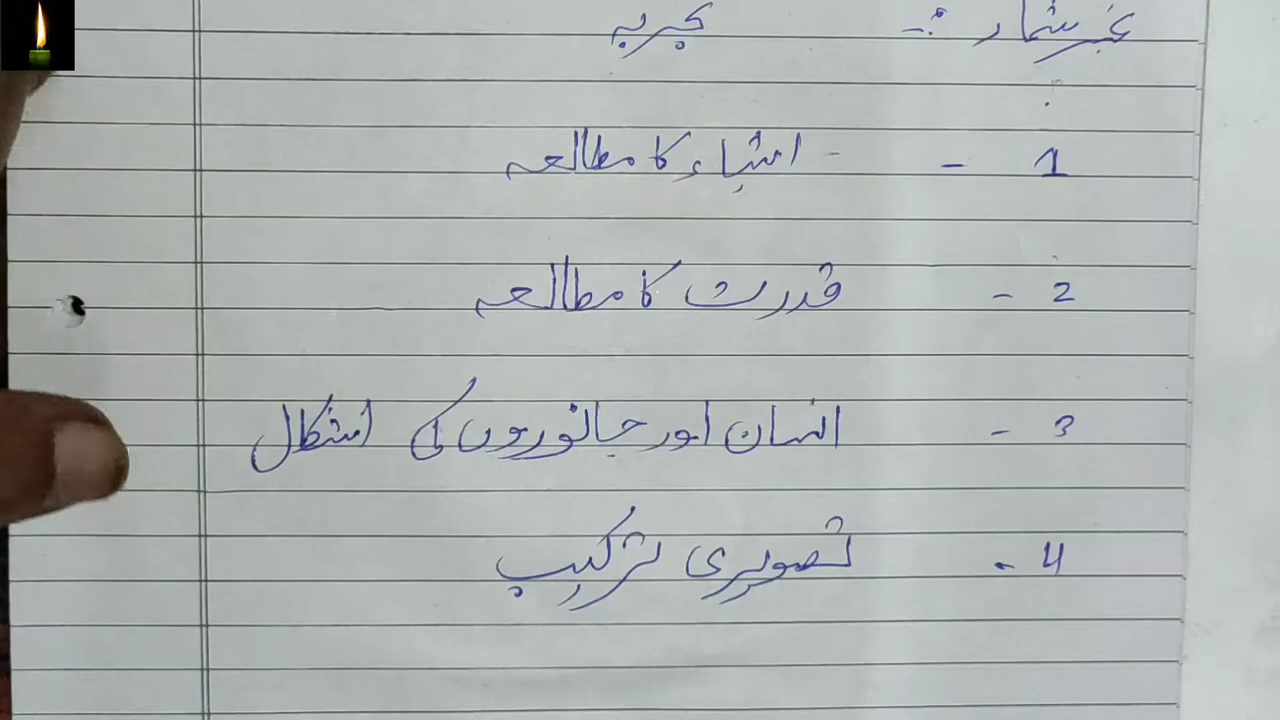 نمبر شمار :- تجربہ
1 - اشیاء کا مطالعہ
2 - قدرت کا مطالعہ
3 - انسان اور جانوروں کی اشکال
4 - تصویری ترکیب